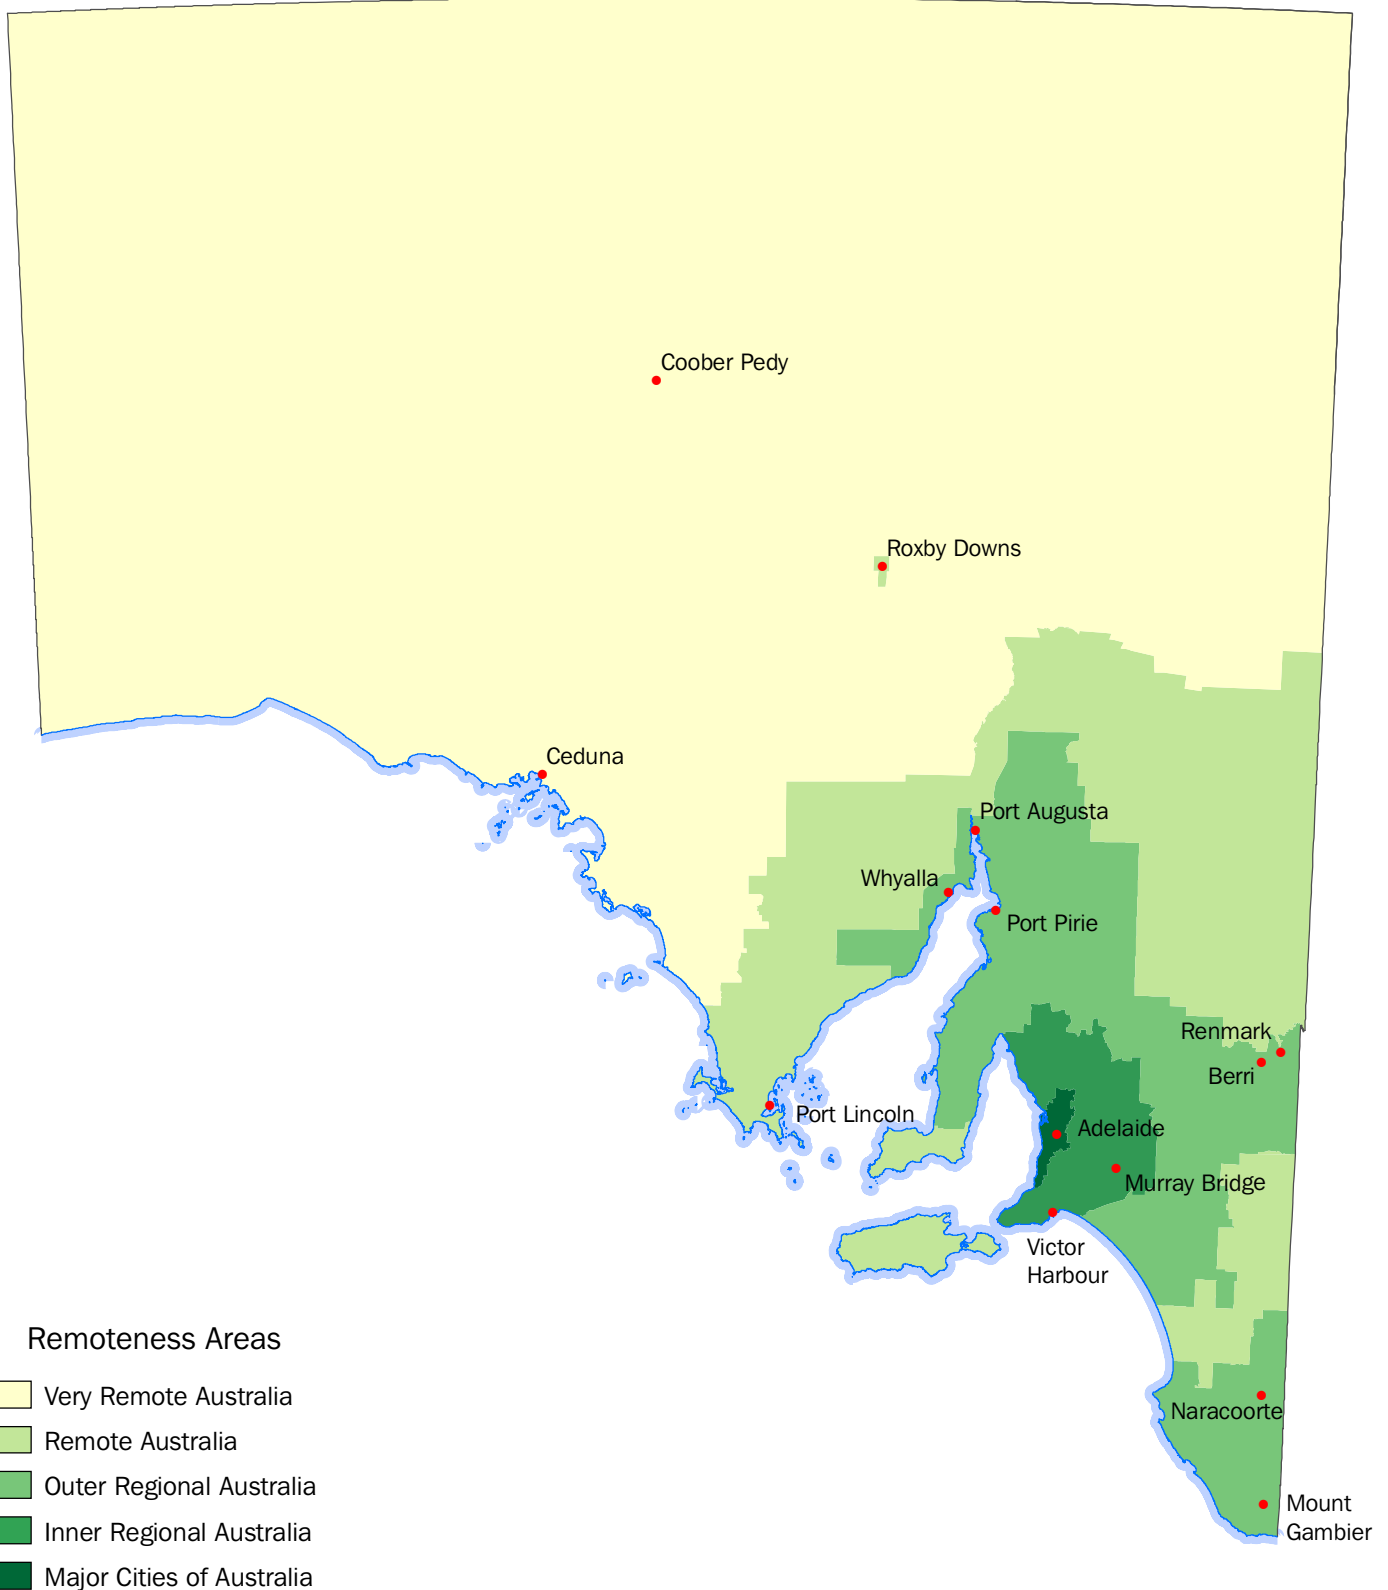 Coober Pedy
Roxby Downs
Ceduna
Port Augusta
Whyalla
Port Pirie
Renmark
Berri
Port Lincoln
Adelaide
Murray Bridge
Victor
Harbour
Naracoorte
Mount
Gambier
Remoteness Areas
Very Remote Australia
Remote Australia
Outer Regional Australia
Inner Regional Australia
Major Cities of Australia